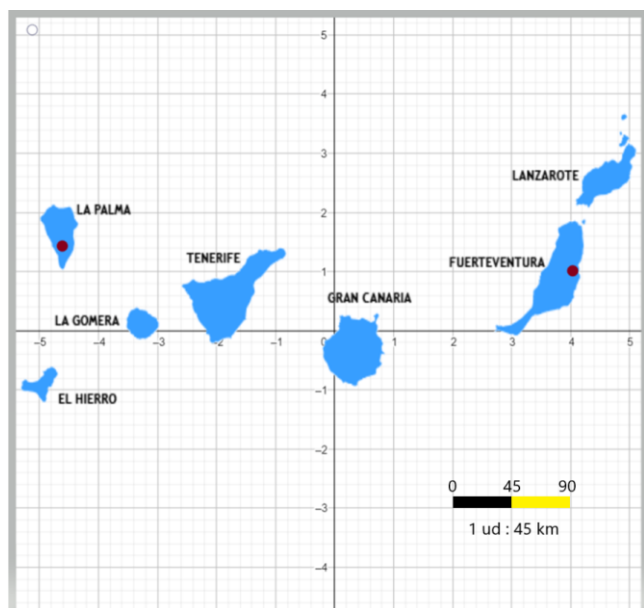 5
4
3
LANZAROTE
2
LA PALMA
TENERIFE
FUERTEVENTURA
1
GRAN CANARIA
LA GOMERA
0
–5 –4 –3 –2 –1 0 1 2 3 4 5
EL HIERRO
–1
–2
0 45 90
–3
1 ud : 45 km
–4